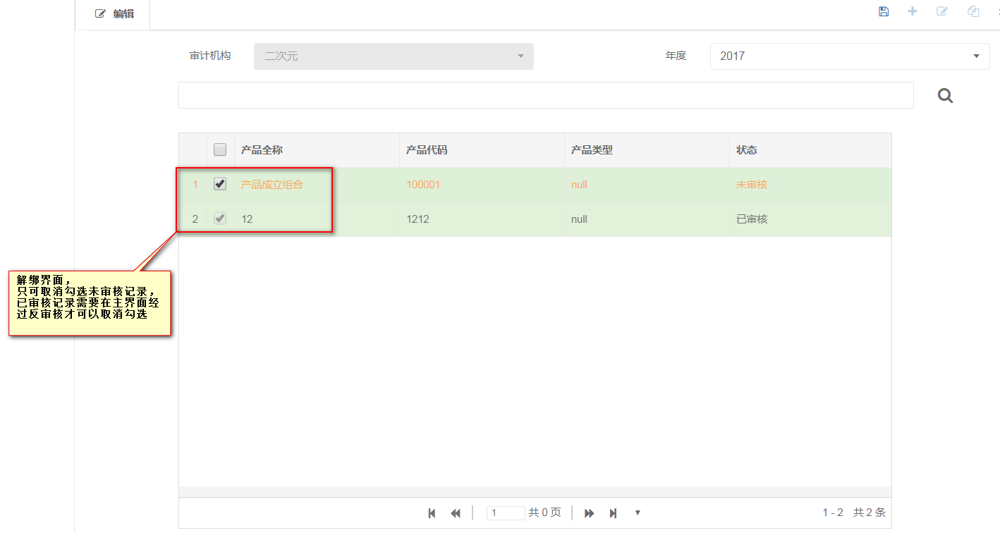 编辑
审计机构 二次元 年度 2017
产品全称 产品代码 产品类型 状态
1 产品成立组合 100001 null 未审核
2 12 1212 null 已审核
解绑界面，
只可取消勾选未审核记录，
已审核记录需要在主界面经
过反审核才可以取消勾选
1 共 0 页 1 - 2 共 2 条